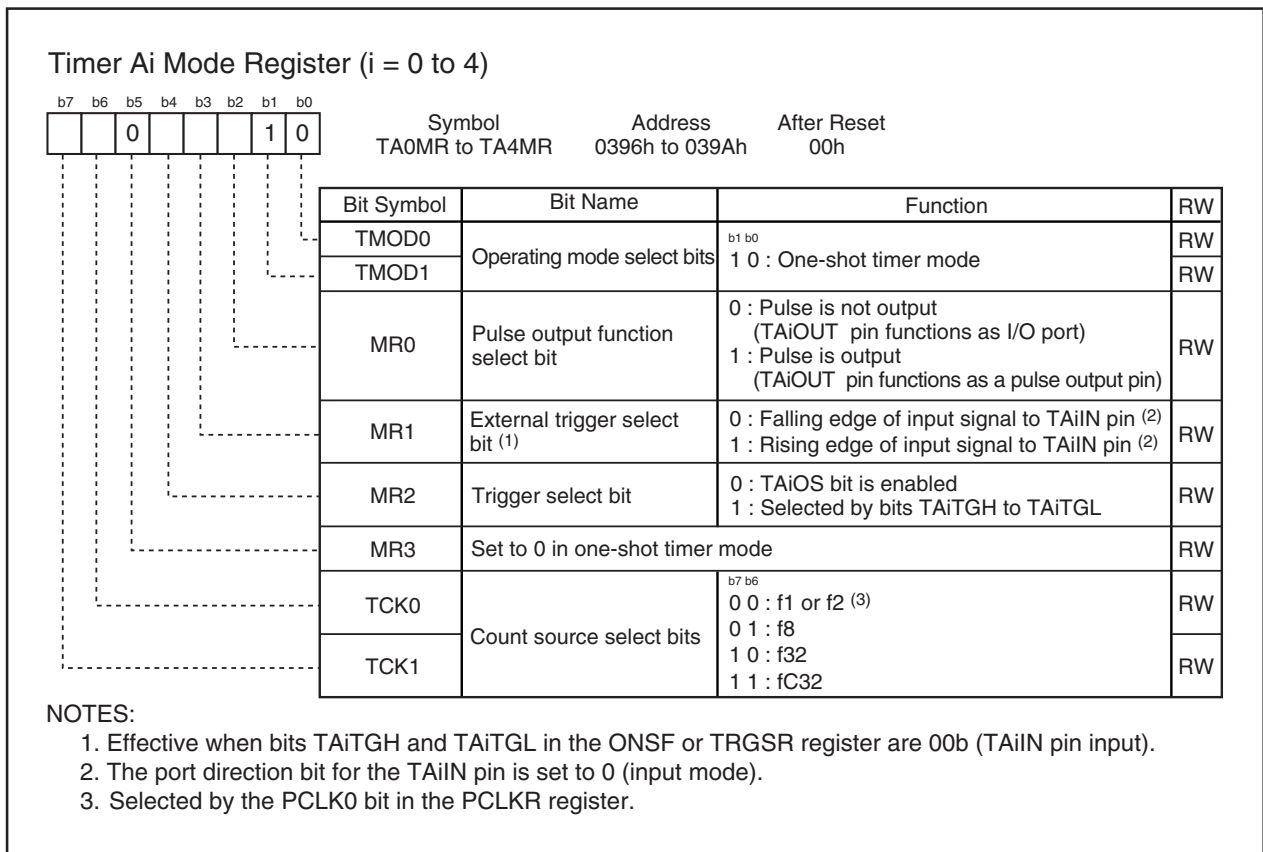 Timer Ai Mode Register (i = 0 to 4)
b7 b6 b5 b4 b3 b2 b1 b0
0 1 0
Symbol Address After Reset
TA0MR to TA4MR 0396h to 039Ah 00h
Bit Symbol Bit Name Function RW
TMOD0 RW
Operating mode select bits
b1 b0
1 0 : One-shot timer mode
TMOD1 RW
MR0
Pulse output function
select bit
0 : Pulse is not output
(TAiOUT pin functions as I/O port)
1 : Pulse is output
(TAiOUT pin functions as a pulse output pin)
RW
MR1
External trigger select
bit (1)
0 : Falling edge of input signal to TAiIN pin (2)
1 : Rising edge of input signal to TAiIN pin (2)
RW
MR2
Trigger select bit
0 : TAiOS bit is enabled
1 : Selected by bits TAiTGH to TAiTGL
RW
MR3 Set to 0 in one-shot timer mode RW
TCK0
Count source select bits
b7 b6
0 0 : f1 or f2 (3)
0 1 : f8
1 0 : f32
1 1 : fC32
RW
TCK1 RW
NOTES:
1. Effective when bits TAiTGH and TAiTGL in the ONSF or TRGSR register are 00b (TAiIN pin input).
2. The port direction bit for the TAiIN pin is set to 0 (input mode).
3. Selected by the PCLK0 bit in the PCLKR register.